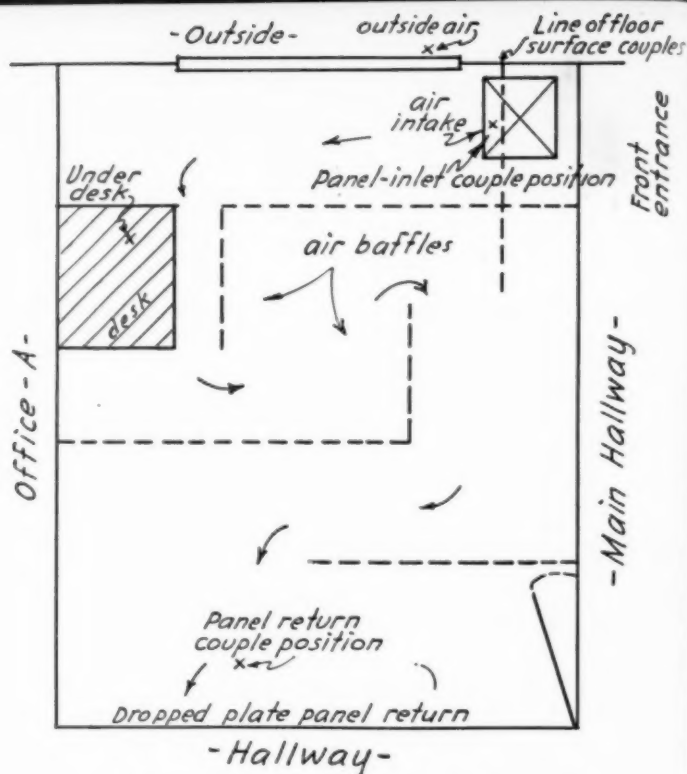 -Outside-
outside air
Line of floor
surface couples
air
intake
Panel-inlet couple position
Front
entrance
Under
desk
desk
air baffles
Office-A-
-Main Hallway-
Panel return
couple position
Dropped plate panel return
-Hallway-